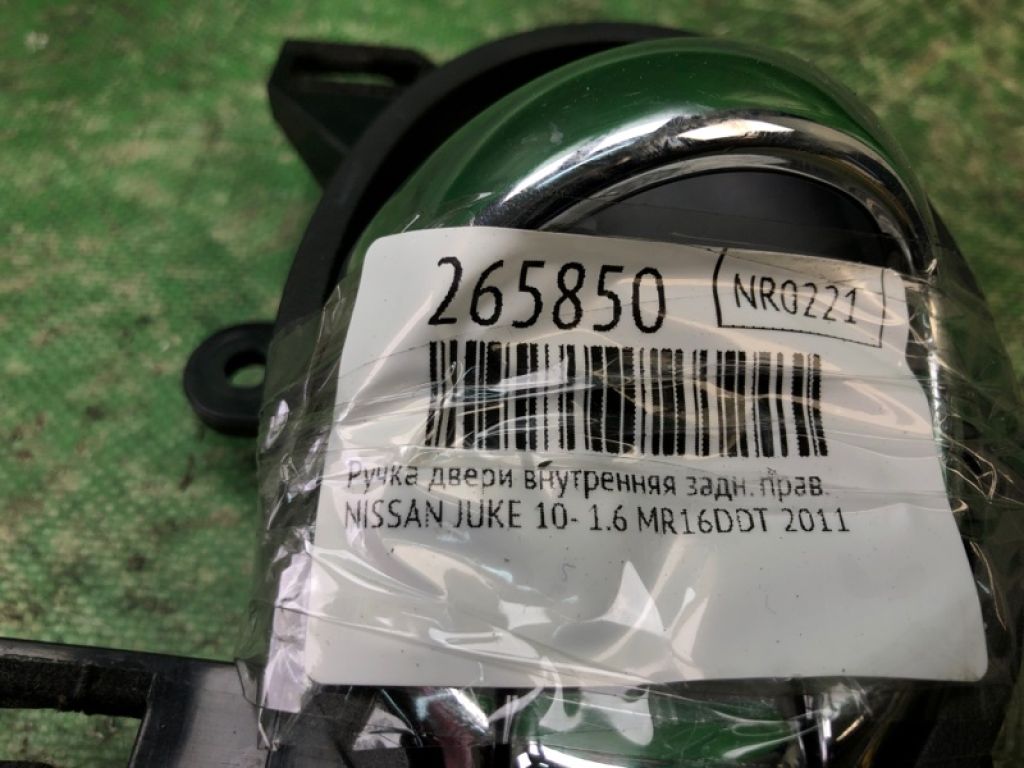 265850
NR0221
Ручка двери внутренняя задн. прав.
NISSAN JUKE 10- 1.6 MR16DDT 2011